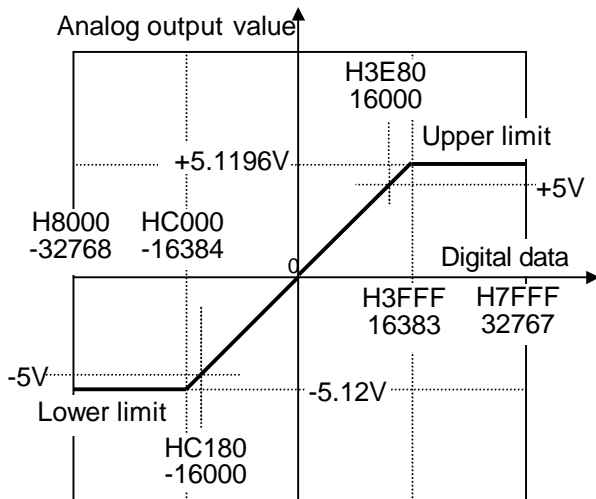 Analog output value
H3E80
16000
Upper limit
+5.1196V
+5V
H8000
-32768
HC000
-16384
0
Digital data
H3FFF
16383
H7FFF
32767
-5V
-5.12V
Lower limit
HC180
-16000